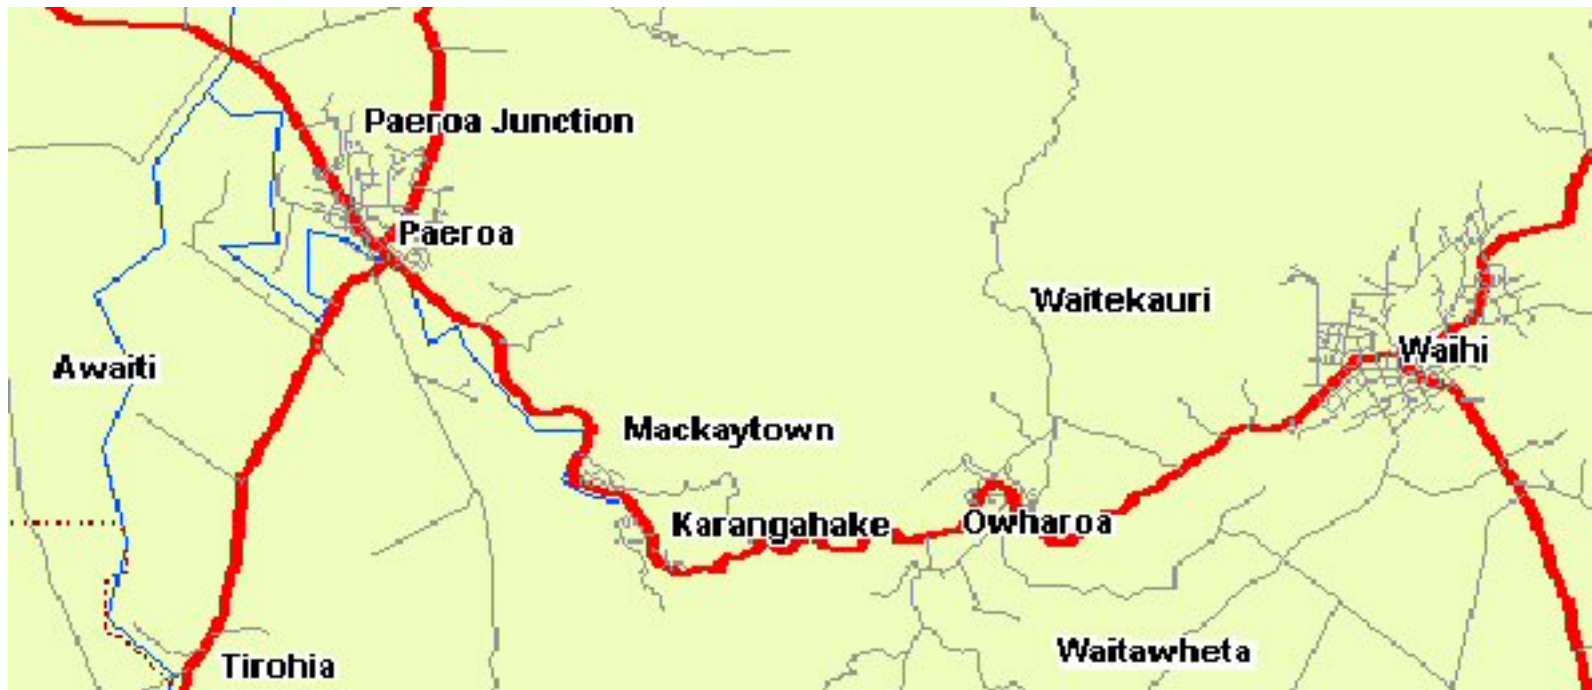 Paeroa Junction
Paeroa
Waitekauri
Waihi
Awaiti
Mackaytown
Karangahake
Owharoa
Waitawheta
Tirohia